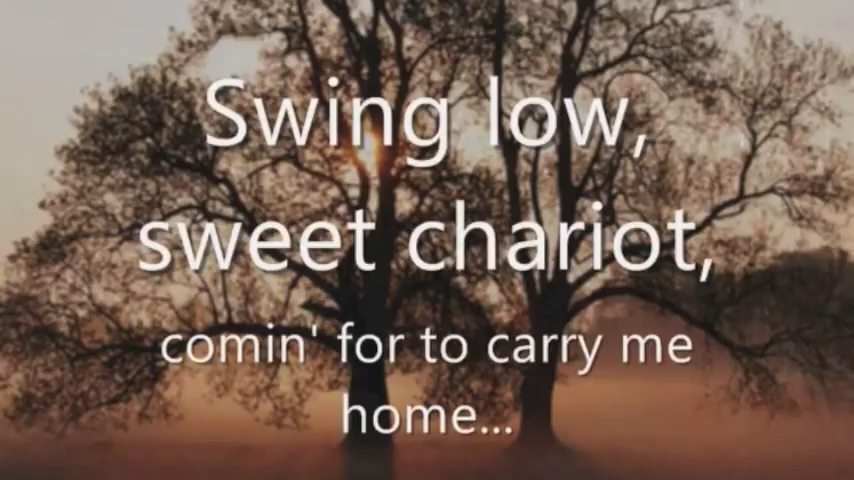 Swing low,
sweet chariot,
comin' for to carry me
home...